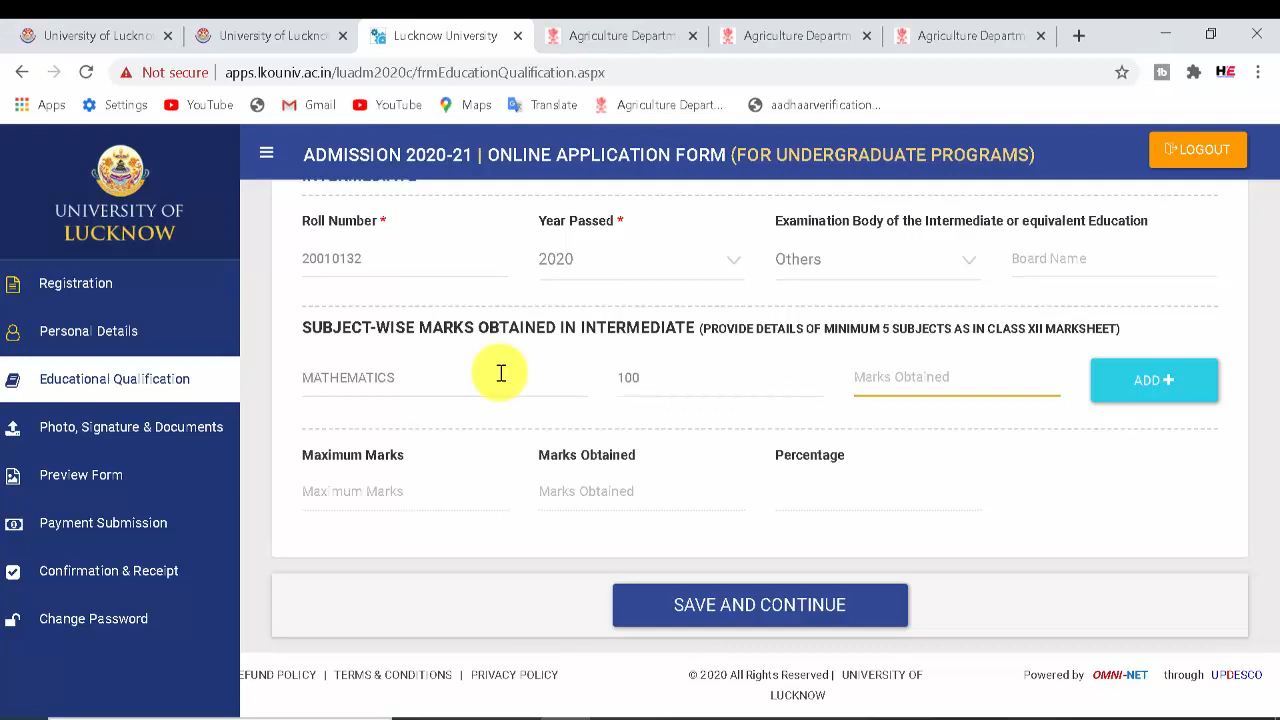 University of Luckno
University of Luckno
Lucknow University
Agriculture Departm
Agriculture Departm
Agriculture Departm
Not secure
apps.lkouniv.ac.in/luadm2020c/frmEducationQualification.aspx
Apps
Settings
YouTube
Gmail
YouTube
Maps
Translate
Agriculture Depart...
aadhaarverification...
UNIVERSITY OF
LUCKNOW
ADMISSION 2020-21 | ONLINE APPLICATION FORM (FOR UNDERGRADUATE PROGRAMS)
LOGOUT
Registration
Personal Details
Educational Qualification
Photo, Signature & Documents
Preview Form
Payment Submission
Confirmation & Receipt
Change Password
INTERMEDIATE
Roll Number *
Year Passed *
Examination Body of the Intermediate or equivalent Education
20010132
2020
Others
Board Name
SUBJECT-WISE MARKS OBTAINED IN INTERMEDIATE (PROVIDE DETAILS OF MINIMUM 5 SUBJECTS AS IN CLASS XII MARKSHEET)
MATHEMATICS
100
Marks Obtained
ADD +
Maximum Marks
Marks Obtained
Percentage
Maximum Marks
Marks Obtained
SAVE AND CONTINUE
EFUND POLICY | TERMS & CONDITIONS | PRIVACY POLICY
© 2020 All Rights Reserved | UNIVERSITY OF
LUCKNOW
Powered by OMNI-NET through UPDESCO